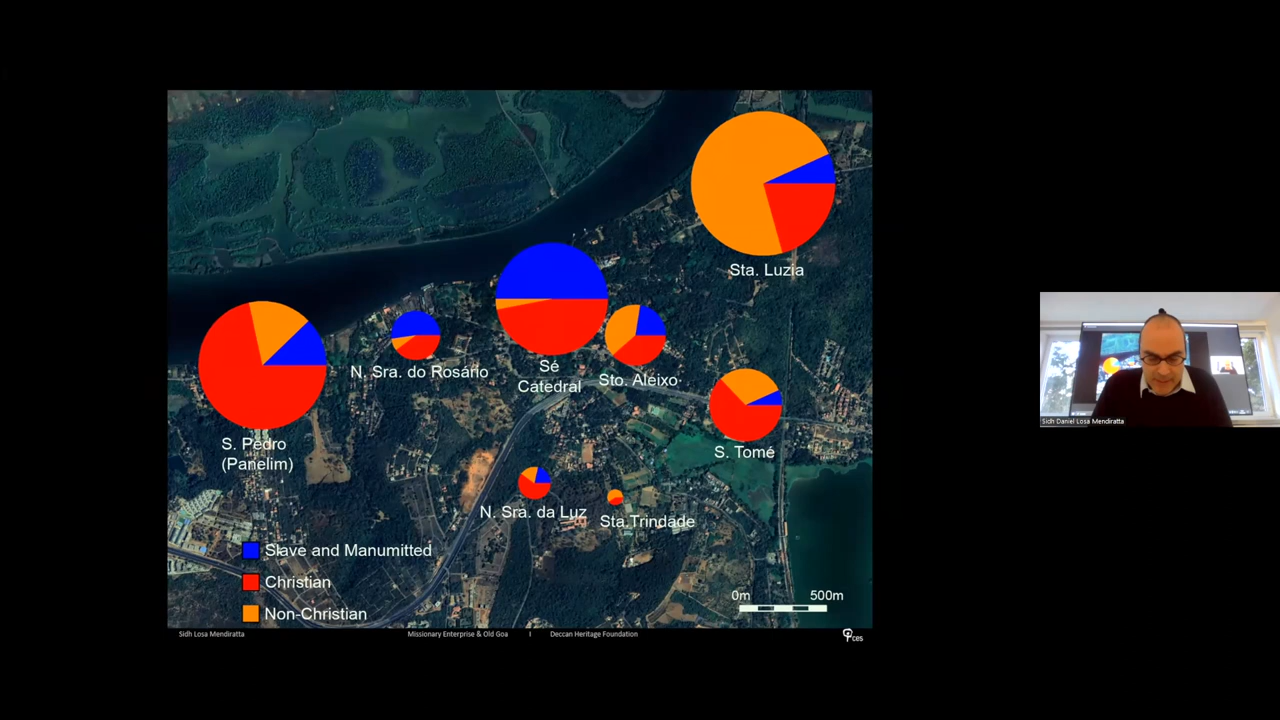 Sta. Luzia
N. Sra. do Rosário
Sé
Catedral
Sto. Aleixo
S. Pedro
(Panelim)
S. Tomé
N. Sra. da Luz
Sta.Trindade
Slave and Manumitted
Christian
Non-Christian
0m 500m
Sidh Losa Mendiratta
Missionary Enterprise & Old Goa I Deccan Heritage Foundation
ces
Sidh Daniel Losa Mendiratta